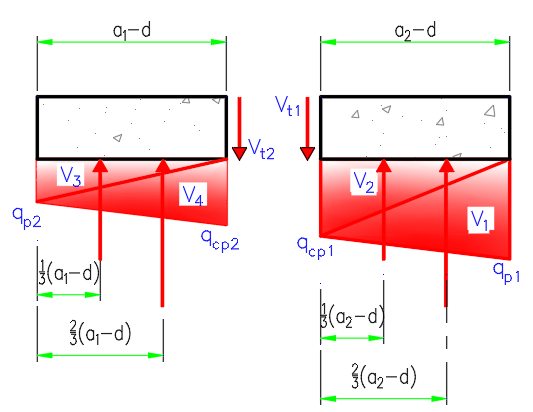 a₁-d
a₂-d
Vt2
Vt1
V₃
V₄
V₂
V₁
qp2
qcp2
qcp1
qp1
⅓(a₁-d)
⅔(a₁-d)
⅓(a₂-d)
⅔(a₂-d)